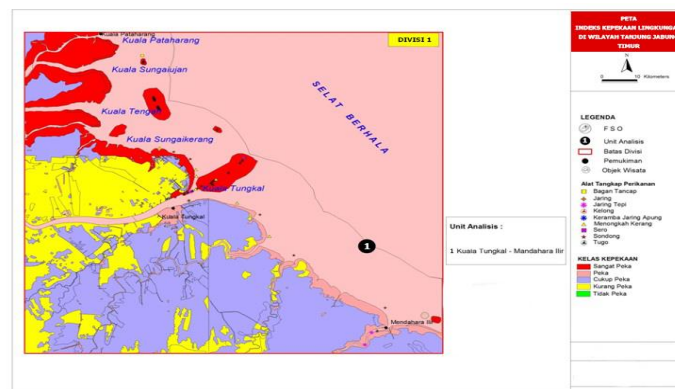 PETA
INDEKS KEPEKAAN LINGKUNGAN
DI WILAYAH TANJUNG JABUNG
TIMUR
N
0 10 Kilometers
DIVISI 1
Kuala Pataharang
Kuala Pataharang
Kuala Sungaiujan
Kuala Tengah
Kuala Sungaikerang
Kuala Tungkal
Kuala Tungkal
SELAT BERHALA
1
Mendahara Ilir
Unit Analisis :
1 Kuala Tungkal - Mandahara Ilir
LEGENDA
F S O
1 Unit Analisis
Batas Divisi
Pemukiman
Objek Wisata
Alat Tangkap Perikanan
Bagan Tancap
Jaring
Jaring Tepi
Kelong
Keramba Jaring Apung
Menongkah Kerang
Sero
Sondong
Tugo
KELAS KEPEKAAN
Sangat Peka
Peka
Cukup Peka
Kurang Peka
Tidak Peka